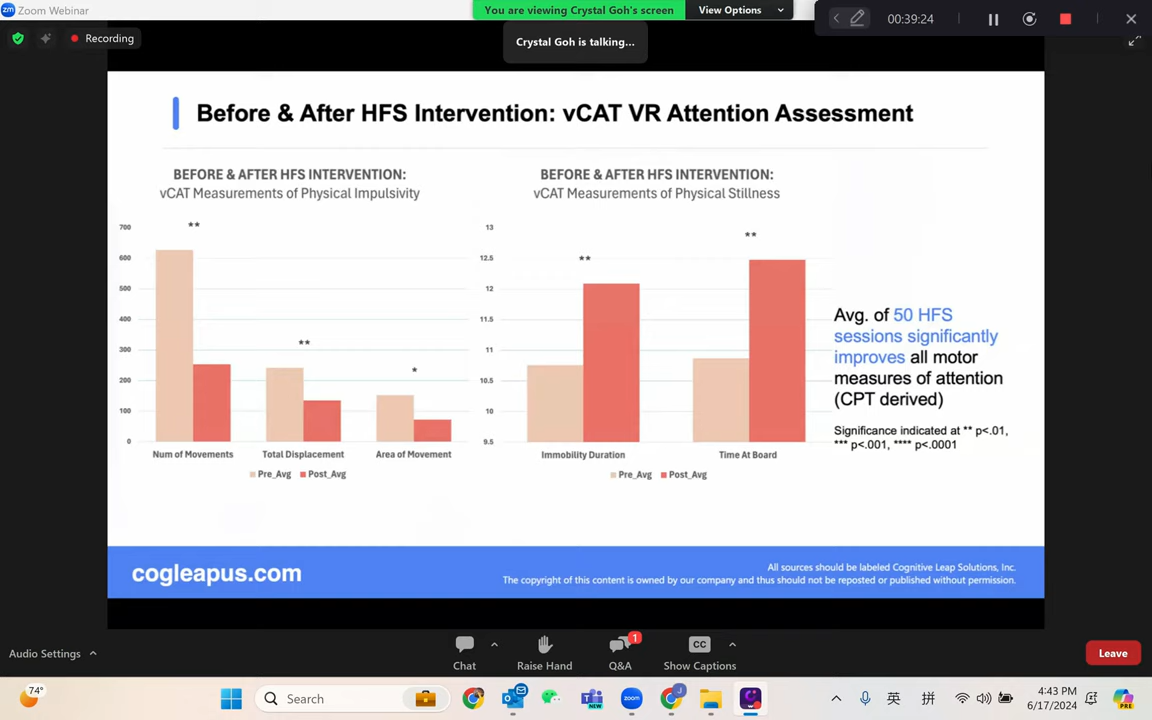 Zoom Webinar
You are viewing Crystal Goh's screen
View Options
00:39:24
Recording
Crystal Goh is talking...
Before & After HFS Intervention: vCAT VR Attention Assessment
BEFORE & AFTER HFS INTERVENTION:
vCAT Measurements of Physical Impulsivity
700
600
500
400
300
200
100
0
**
**
*
Num of Movements
Total Displacement
Area of Movement
Pre_Avg
Post_Avg
BEFORE & AFTER HFS INTERVENTION:
vCAT Measurements of Physical Stillness
13
12.5
12
11.5
11
10.5
10
9.5
**
**
Immobility Duration
Time At Board
Pre_Avg
Post_Avg
Avg. of 50 HFS
sessions significantly
improves all motor
measures of attention
(CPT derived)
Significance indicated at ** p<.01,
*** p<.001, **** p<.0001
cogleapus.com
All sources should be labeled Cognitive Leap Solutions, Inc.
The copyright of this content is owned by our company and thus should not be reposted or published without permission.
Audio Settings
Chat
Raise Hand
1
Q&A
CC
Show Captions
Leave
74°
Search
NEW
zoom
英
拼
4:43 PM
6/17/2024
PRE